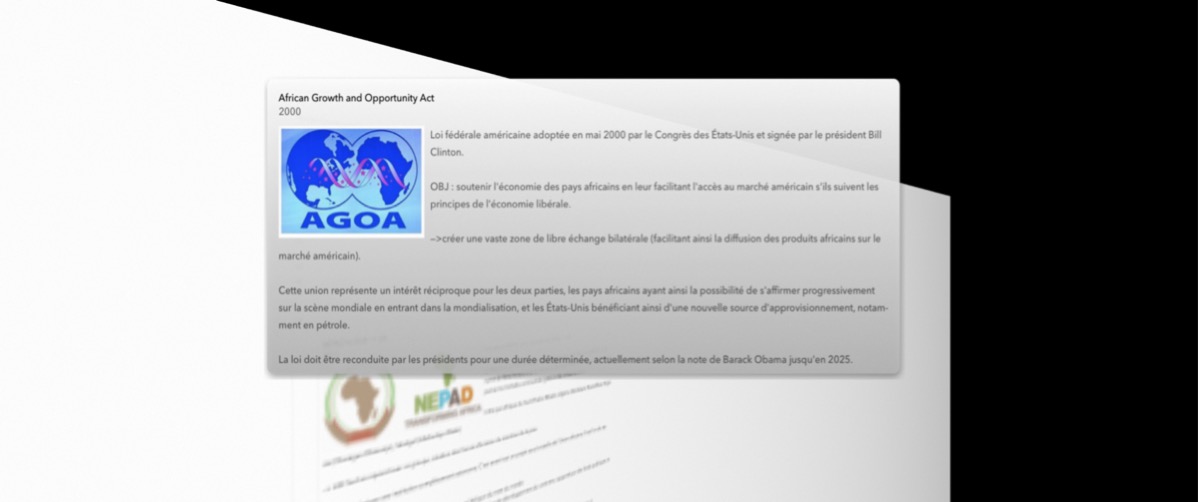 African Growth and Opportunity Act
2000
AGOA
Loi fédérale américaine adoptée en mai 2000 par le Congrès des États-Unis et signée par le président Bill
Clinton.
OBJ : soutenir l'économie des pays africains en leur facilitant l'accès au marché américain s'ils suivent les
principes de l'économie libérale.
~>créer une vaste zone de libre échange bilatérale (facilitant ainsi la diffusion des produits africains sur le
marché américain).
Cette union représente un intérêt réciproque pour les deux parties, les pays africains ayant ainsi la possibilité de s'affirmer progressivement
sur la scène mondiale en entrant dans la mondialisation, et les États-Unis bénéficiant ainsi d'une nouvelle source d'approvisionnement, notam-
ment en pétrole.
La loi doit être reconduite par les présidents pour une durée déterminée, actuellement selon la note de Barack Obama jusqu'en 2025.
NEPAD
TRANSFORMING AFRICA